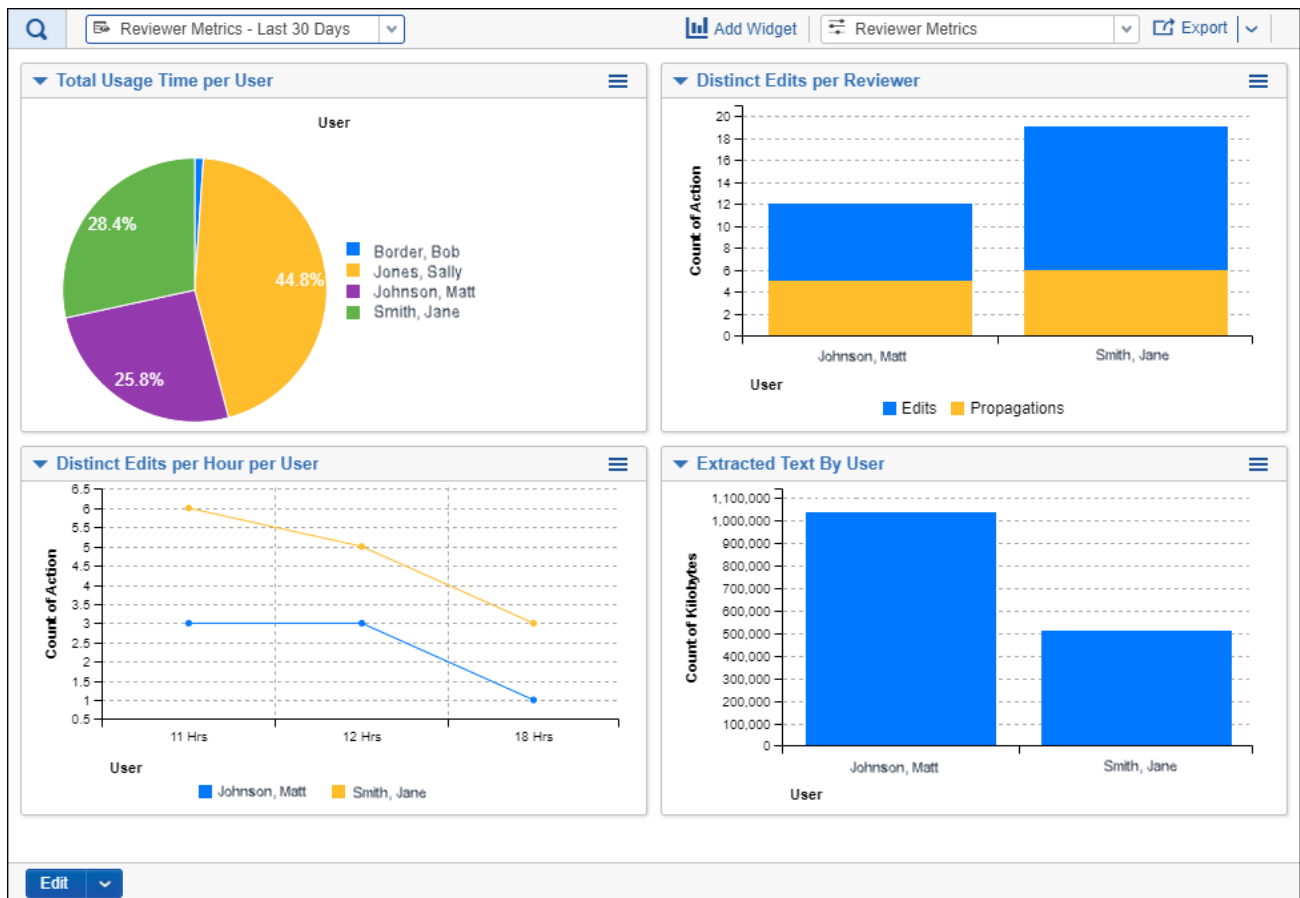 Reviewer Metrics - Last 30 Days
Add Widget
Reviewer Metrics
Export
Total Usage Time per User
User
28.4%
44.8%
25.8%
Border, Bob
Jones, Sally
Johnson, Matt
Smith, Jane
Distinct Edits per Reviewer
Count of Action
20
18
16
14
12
10
8
6
4
2
0
Johnson, Matt
Smith, Jane
User
Edits
Propagations
Distinct Edits per Hour per User
Count of Action
6.5
6
5.5
5
4.5
4
3.5
3
2.5
2
1.5
1
0.5
11 Hrs
12 Hrs
18 Hrs
User
Johnson, Matt
Smith, Jane
Extracted Text By User
Count of Kilobytes
1,100,000
1,000,000
900,000
800,000
700,000
600,000
500,000
400,000
300,000
200,000
100,000
0
Johnson, Matt
Smith, Jane
User
Edit